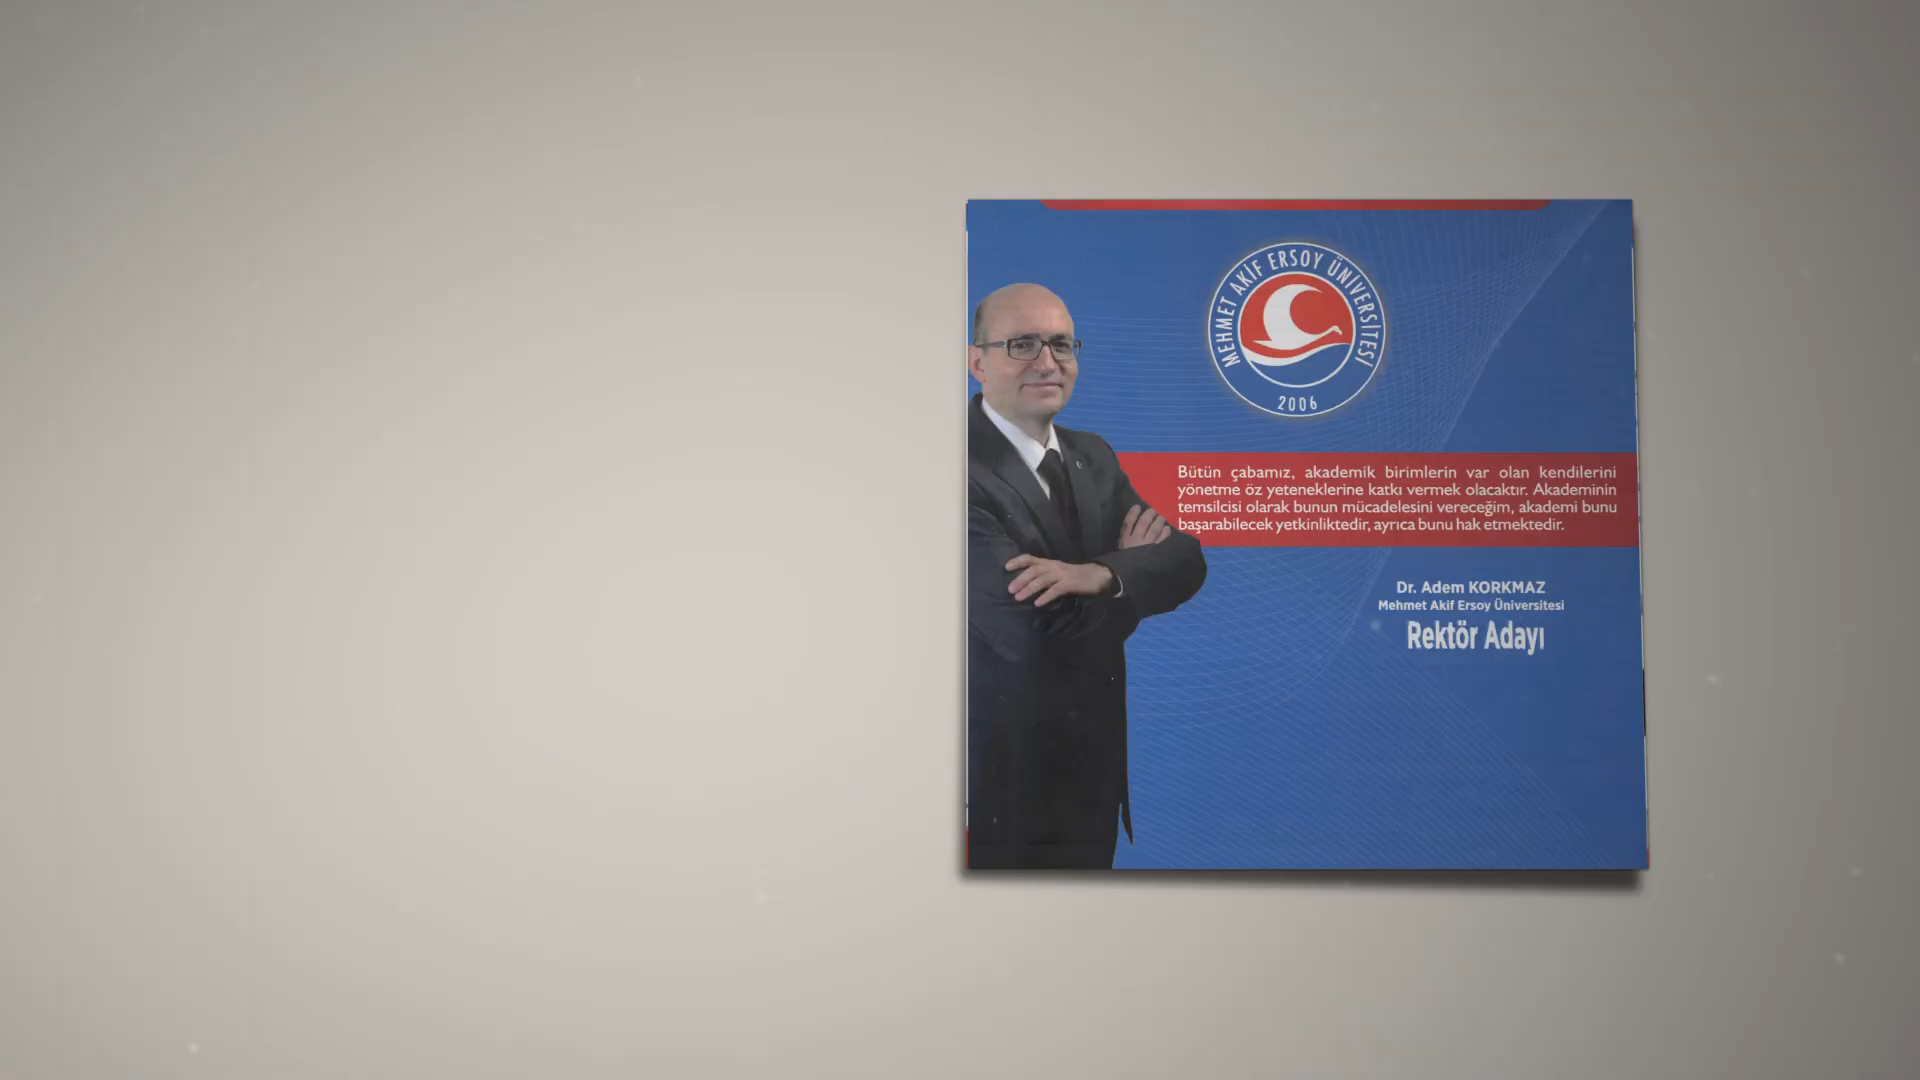 MEHMET AKİF ERSOY ÜNİVERSİTESİ
2006
Bütün çabamız, akademik birimlerin var olan kendilerini
yönetme öz yeteneklerine katkı vermek olacaktır. Akademinin
temsilcisi olarak bunun mücadelesini vereceğim, akademi bunu
başarabilecek yetkinliktedir, ayrıca bunu hak etmektedir.
Dr. Adem KORKMAZ
Mehmet Akif Ersoy Üniversitesi
Rektör Adayı